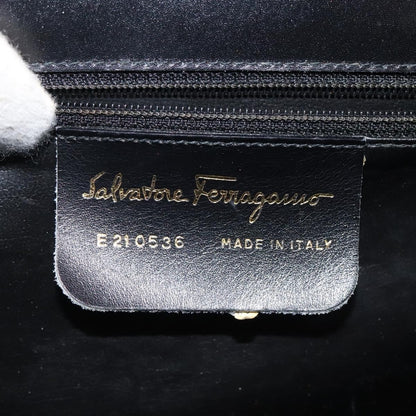 Salvatore Ferragamo
E210536 MADE IN ITALY